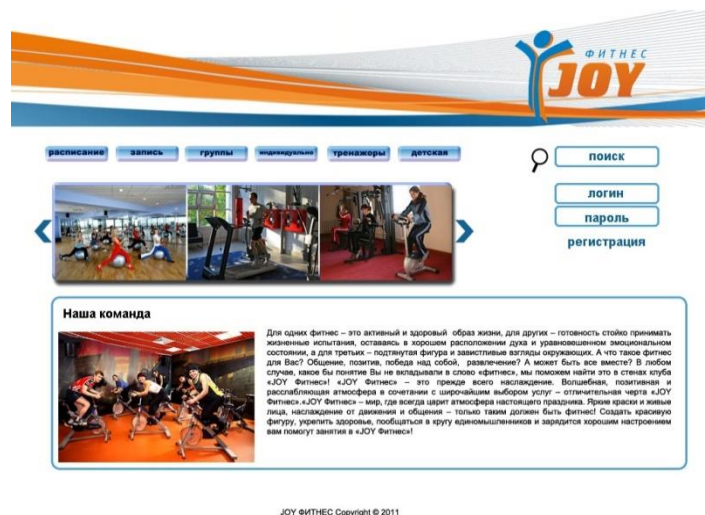 ФИТНЕС
JOY
расписание запись группы индивидуально тренажоры детская
поиск
логин
пароль
регистрация
Наша команда
Для одних фитнес – это активный и здоровый образ жизни, для других – готовность стойко принимать
жизненные испытания, оставаясь в хорошем расположении духа и уравновешенном эмоциональном
состоянии, а для третьих – подтянутая фигура и завистливые взгляды окружающих. А что такое фитнес
для Вас? Общение, позитив, победа над собой, развлечение? А может быть все вместе? В любом
случае, какое бы понятие Вы не вкладывали в слово «фитнес», мы поможем найти это в стенах клуба
«JOY Фитнес»! «JOY Фитнес» – это прежде всего наслаждение. Волшебная, позитивная и
расслабляющая атмосфера в сочетании с широчайшим выбором услуг – отличительная черта «JOY
Фитнес».«JOY Фитнес» – мир, где всегда царит атмосфера настоящего праздника. Яркие краски и живые
лица, наслаждение от движения и общения – только таким должен быть фитнес! Создать красивую
фигуру, укрепить здоровье, пообщаться в кругу единомышленников и зарядится хорошим настроением
вам помогут занятия в «JOY Фитнес»!
JOY ФИТНЕС Copyright © 2011